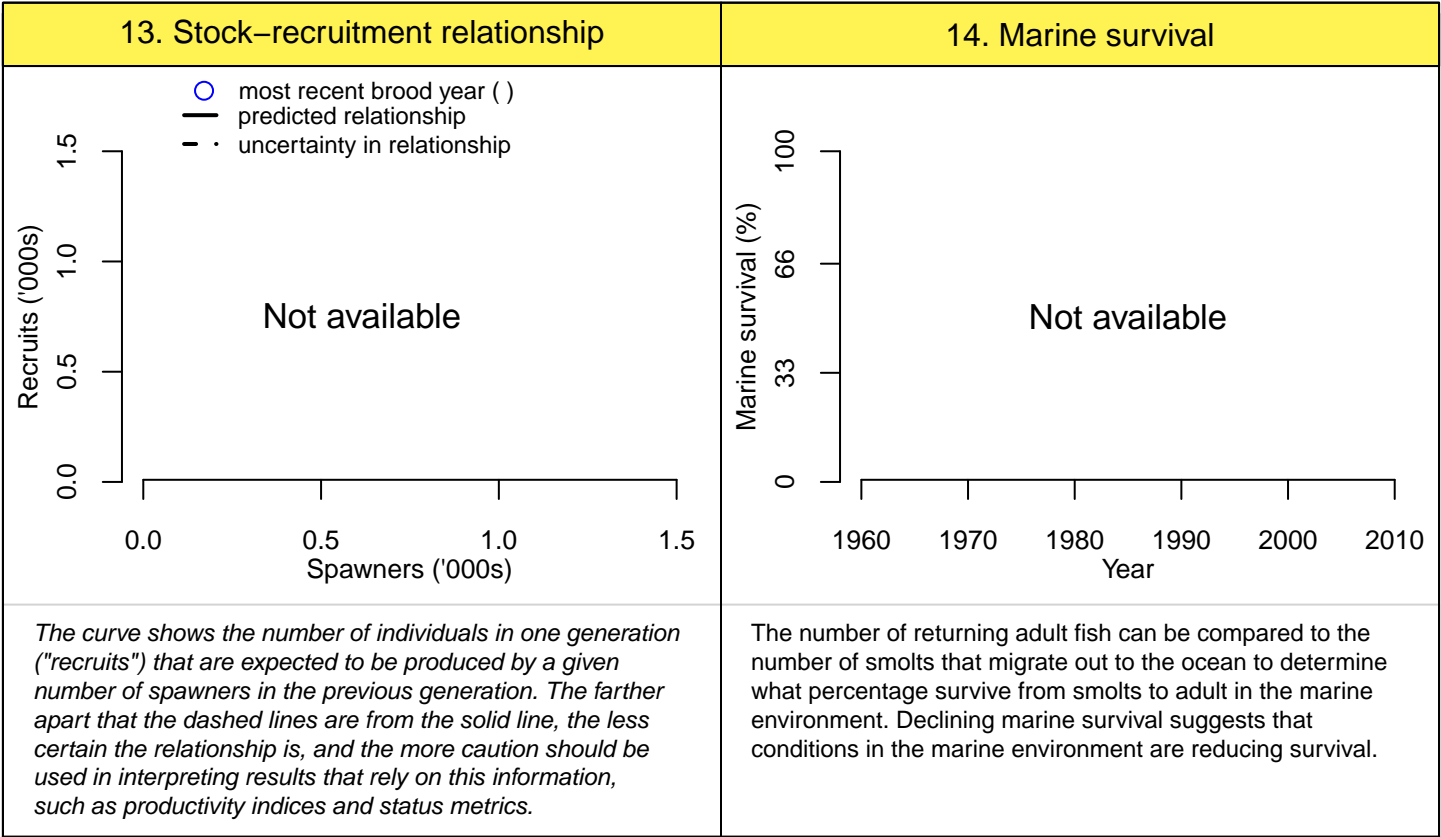 13. Stock−recruitment relationship
most recent brood year ( )
predicted relationship
uncertainty in relationship
Recruits ('000s)
1.5
1.0
0.5
0.0
Not available
0.0 0.5 1.0 1.5
Spawners ('000s)
The curve shows the number of individuals in one generation
("recruits") that are expected to be produced by a given
number of spawners in the previous generation. The farther
apart that the dashed lines are from the solid line, the less
certain the relationship is, and the more caution should be
used in interpreting results that rely on this information,
such as productivity indices and status metrics.
14. Marine survival
Marine survival (%)
100
66
33
0
Not available
1960 1970 1980 1990 2000 2010
Year
The number of returning adult fish can be compared to the
number of smolts that migrate out to the ocean to determine
what percentage survive from smolts to adult in the marine
environment. Declining marine survival suggests that
conditions in the marine environment are reducing survival.